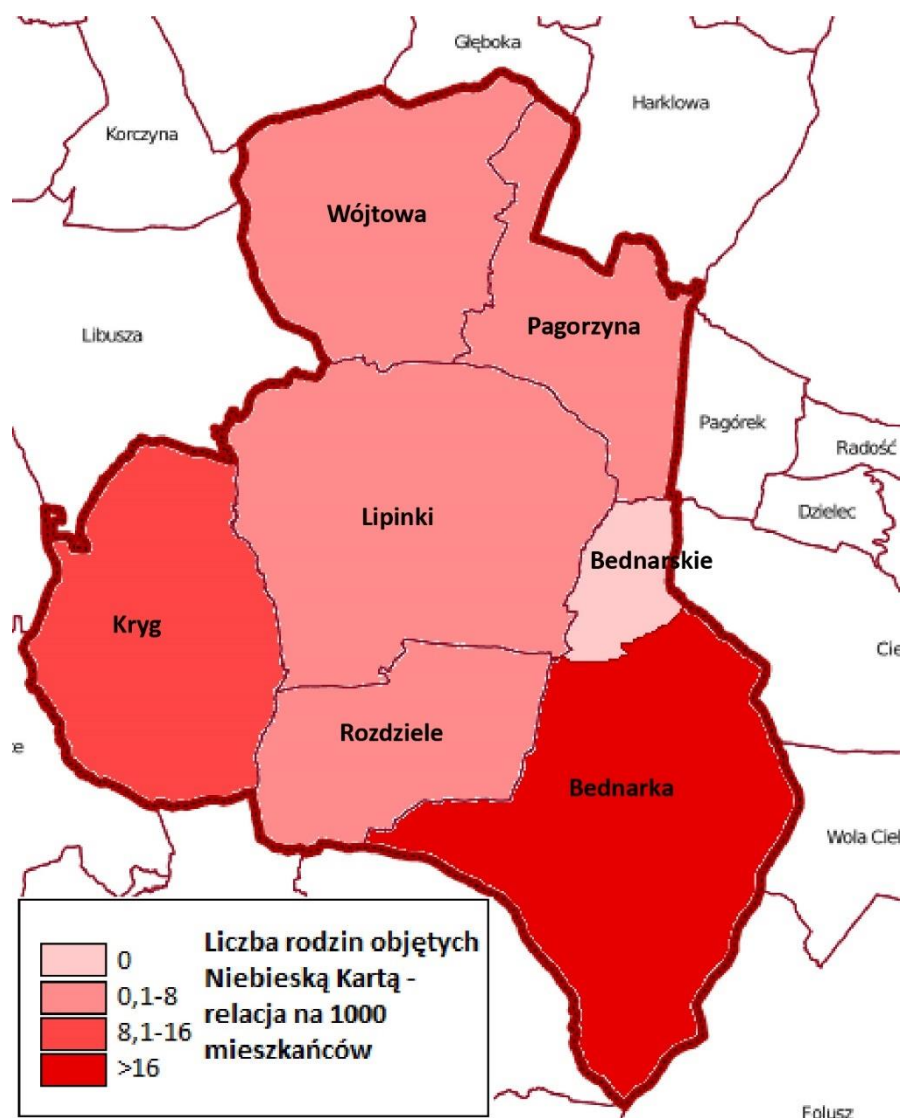 Głęboka
Harklowa
Korczyna
Wójtowa
Pagorzyna
Libusza
Pagórek
Radość
Lipinki
Dzielec
Bednarskie
Kryg
Cie
Rozdziele
Bednarka
Wola Ciek
Liczba rodzin objętych
Niebieską Kartą -
relacja na 1000
mieszkańców
0
0,1-8
8,1-16
>16
Folusz